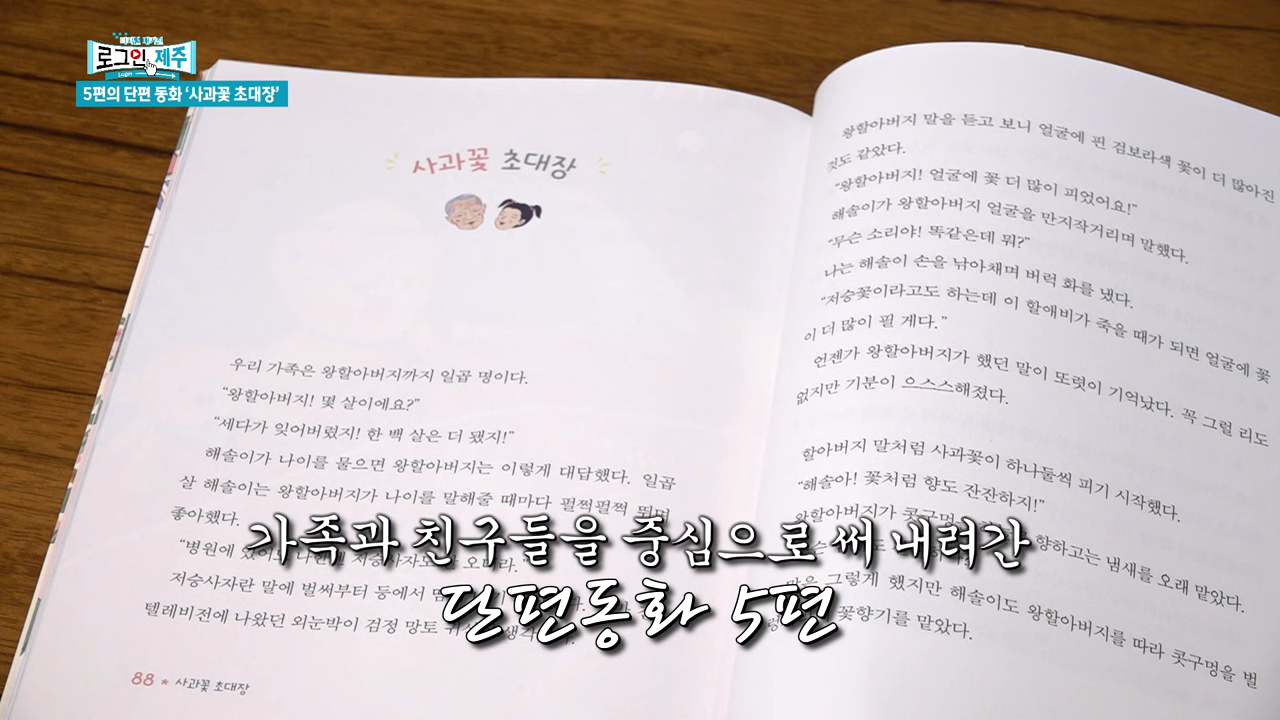 로그인 제주
Login
5편의 단편 동화 ‘사과꽃 초대장’
사과꽃 초대장
우리 가족은 왕할아버지까지 일곱 명이다.
“왕할아버지! 몇 살이에요?”
“세다가 잊어버렸지! 한 백 살은 더 됐지!”
해솔이가 나이를 물으면 왕할아버지는 이렇게 대답했다. 일곱
살 해솔이는 왕할아버지가 나이를 말해줄 때마다 펄쩍펄쩍 뛰며
좋아했다.
“병원에
저승사자란 말에 벌써부터 등에서
텔레비전에 나왔던 외눈박이 검정 망토
88 ★ 사과꽃 초대장
왕할아버지 말을 듣고 보니 얼굴에 핀 검보라색 꽃이 더 많아진
것도 같았다.
“왕할아버지! 얼굴에 꽃 더 많이 피었어요!”
해솔이가 왕할아버지 얼굴을 만지작거리며 말했다.
“무슨 소리야! 똑같은데 뭐?”
나는 해솔이 손을 낚아채며 버럭 화를 냈다.
“저승꽃이라고도 하는데 이 할애비가 죽을 때가 되면 얼굴에 꽃
이 더 많이 필 게다.”
언젠가 왕할아버지가 했던 말이 또렷이 기억났다. 꼭 그럴 리도
없지만 기분이 으스스해졌다.
할아버지 말처럼 사과꽃이 하나둘씩 피기 시작했다.
“해솔아! 꽃처럼 향도 잔잔하지!”
왕할아버지가 콧구멍 향하고는 냄새를 오래 맡았다.
그렇게 했지만 해솔이도 왕할아버지를 따라 콧구멍을 벌
꽃향기를 맡았다.
가족과 친구들을 중심으로 써 내려간
단편동화 5편